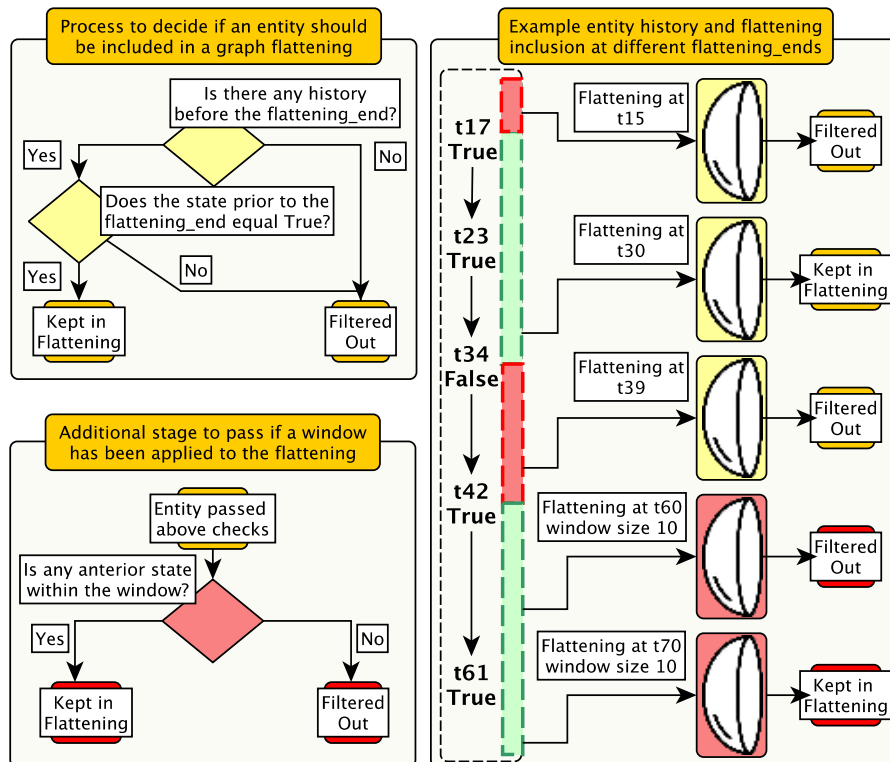 Process to decide if an entity should
be included in a graph flattening
Is there any history
before the flattening_end?
Yes
No
Does the state prior to the
flattening_end equal True?
Yes
No
Kept in
Flattening
Filtered
Out
Additional stage to pass if a window
has been applied to the flattening
Entity passed
above checks
Is any anterior state
within the window?
Yes
No
Kept in
Flattening
Filtered
Out
Example entity history and flattening
inclusion at different flattening_ends
t17
True
t23
True
t34
False
t42
True
t61
True
Flattening at
t15
Filtered
Out
Flattening at
t30
Kept in
Flattening
Flattening at
t39
Filtered
Out
Flattening at t60
window size 10
Filtered
Out
Flattening at t70
window size 10
Kept in
Flattening